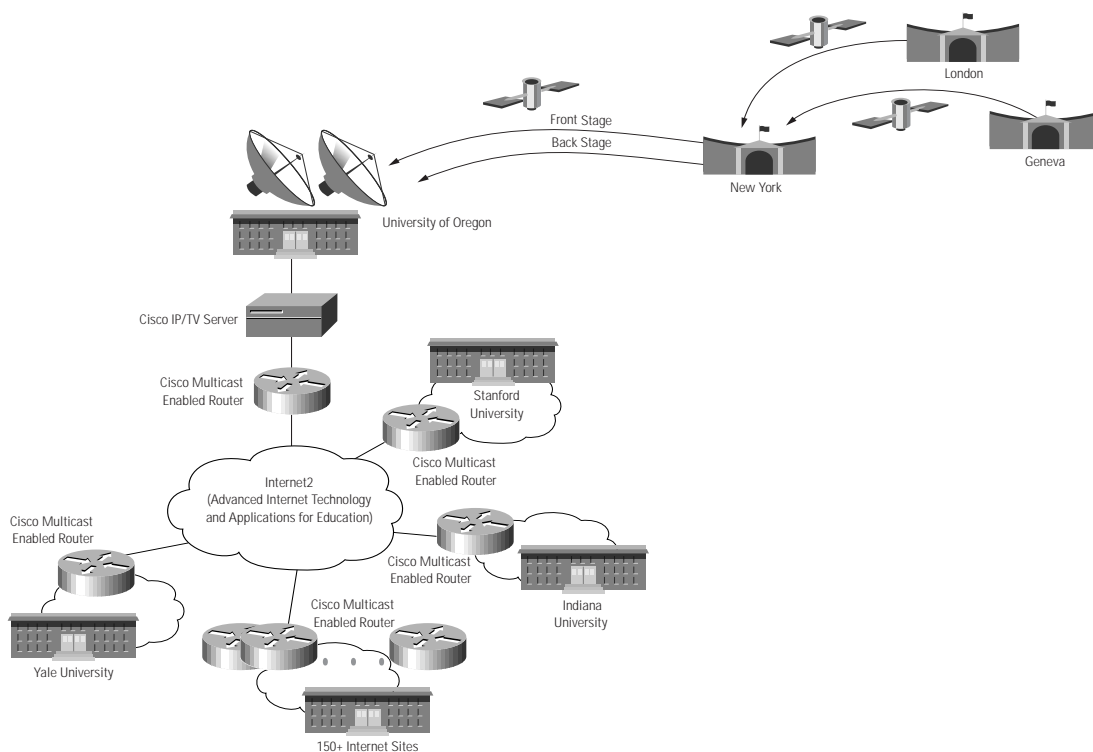 London
Front Stage
Back Stage
Geneva
New York
University of Oregon
Cisco IP/TV Server
Cisco Multicast
Enabled Router
Stanford
University
Cisco Multicast
Enabled Router
Internet2
(Advanced Internet Technology
and Applications for Education)
Cisco Multicast
Enabled Router
Cisco Multicast
Enabled Router
Indiana
University
Cisco Multicast
Enabled Router
Yale University
150+ Internet Sites